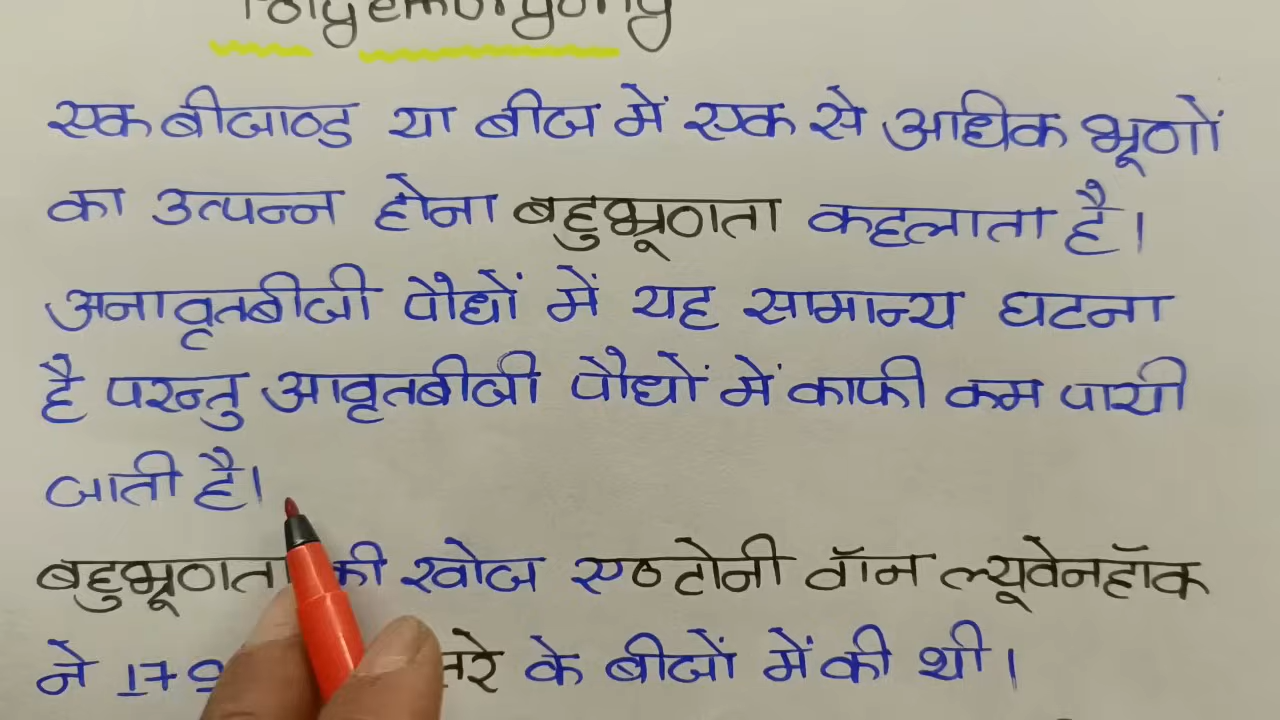 Polyembryony
एक बीजाण्ड या बीज में एक से अधिक भ्रूणों
का उत्पन्न होना बहुभ्रूणता कहलाता है।
अनावृतबीजी पौधों में यह सामान्य घटना
है परन्तु आवृतबीजी पौधों में काफी कम पायी
जाती है।
बहुभ्रूणता की खोज एण्टोनी वॉन ल्यूवेनहॉक
ने के बीजों में की थी।